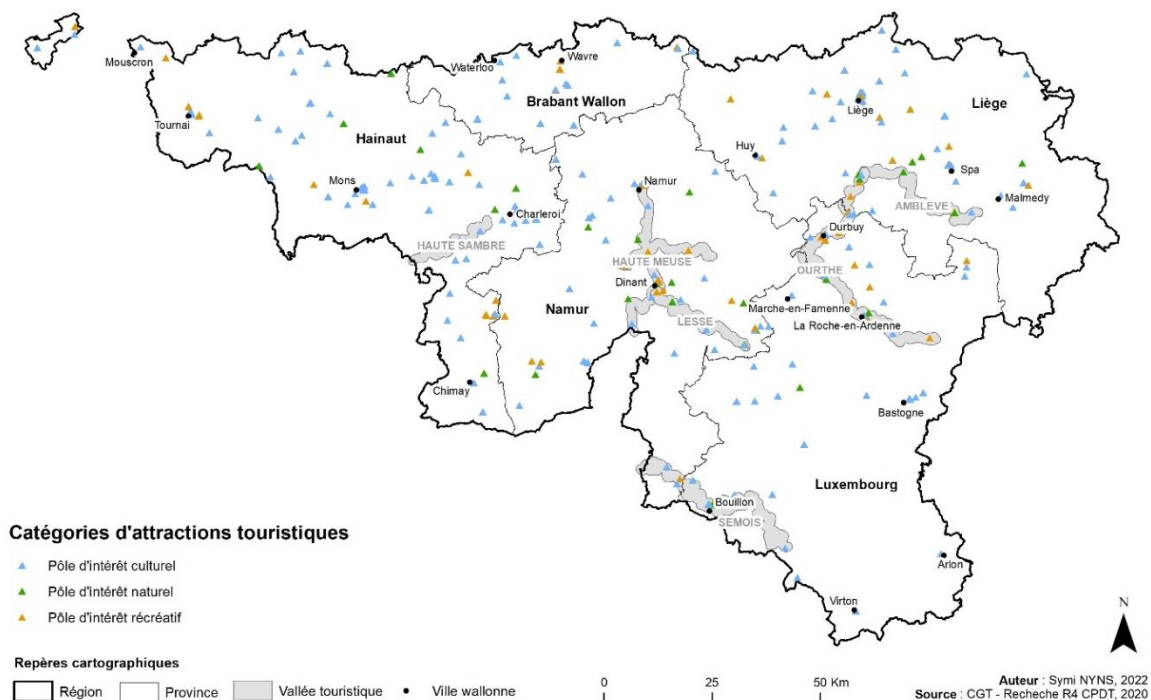 Mouscron
Waterloo
Wavre
Brabant Wallon
Liège
Liège
Tournai
Hainaut
Huy
Mons
Namur
Spa
Malmedy
Charleroi
AMBLEVE
HAUTE SAMBRE
Durbuy
HAUTE MEUSE
OURTHE
Dinant
Namur
Marche-en-Famenne
LESSE
La Roche-en-Ardenne
Chimay
Bastogne
Luxembourg
Bouillon
SEMOIS
Arlon
Virton
Catégories d'attractions touristiques
Pôle d'intérêt culturel
Pôle d'intérêt naturel
Pôle d'intérêt récréatif
N
Repères cartographiques
Région Province Vallée touristique Ville wallonne
0 25 50 Km
Auteur : Symi NYNS, 2022
Source : CGT - Recheche R4 CPDT, 2020